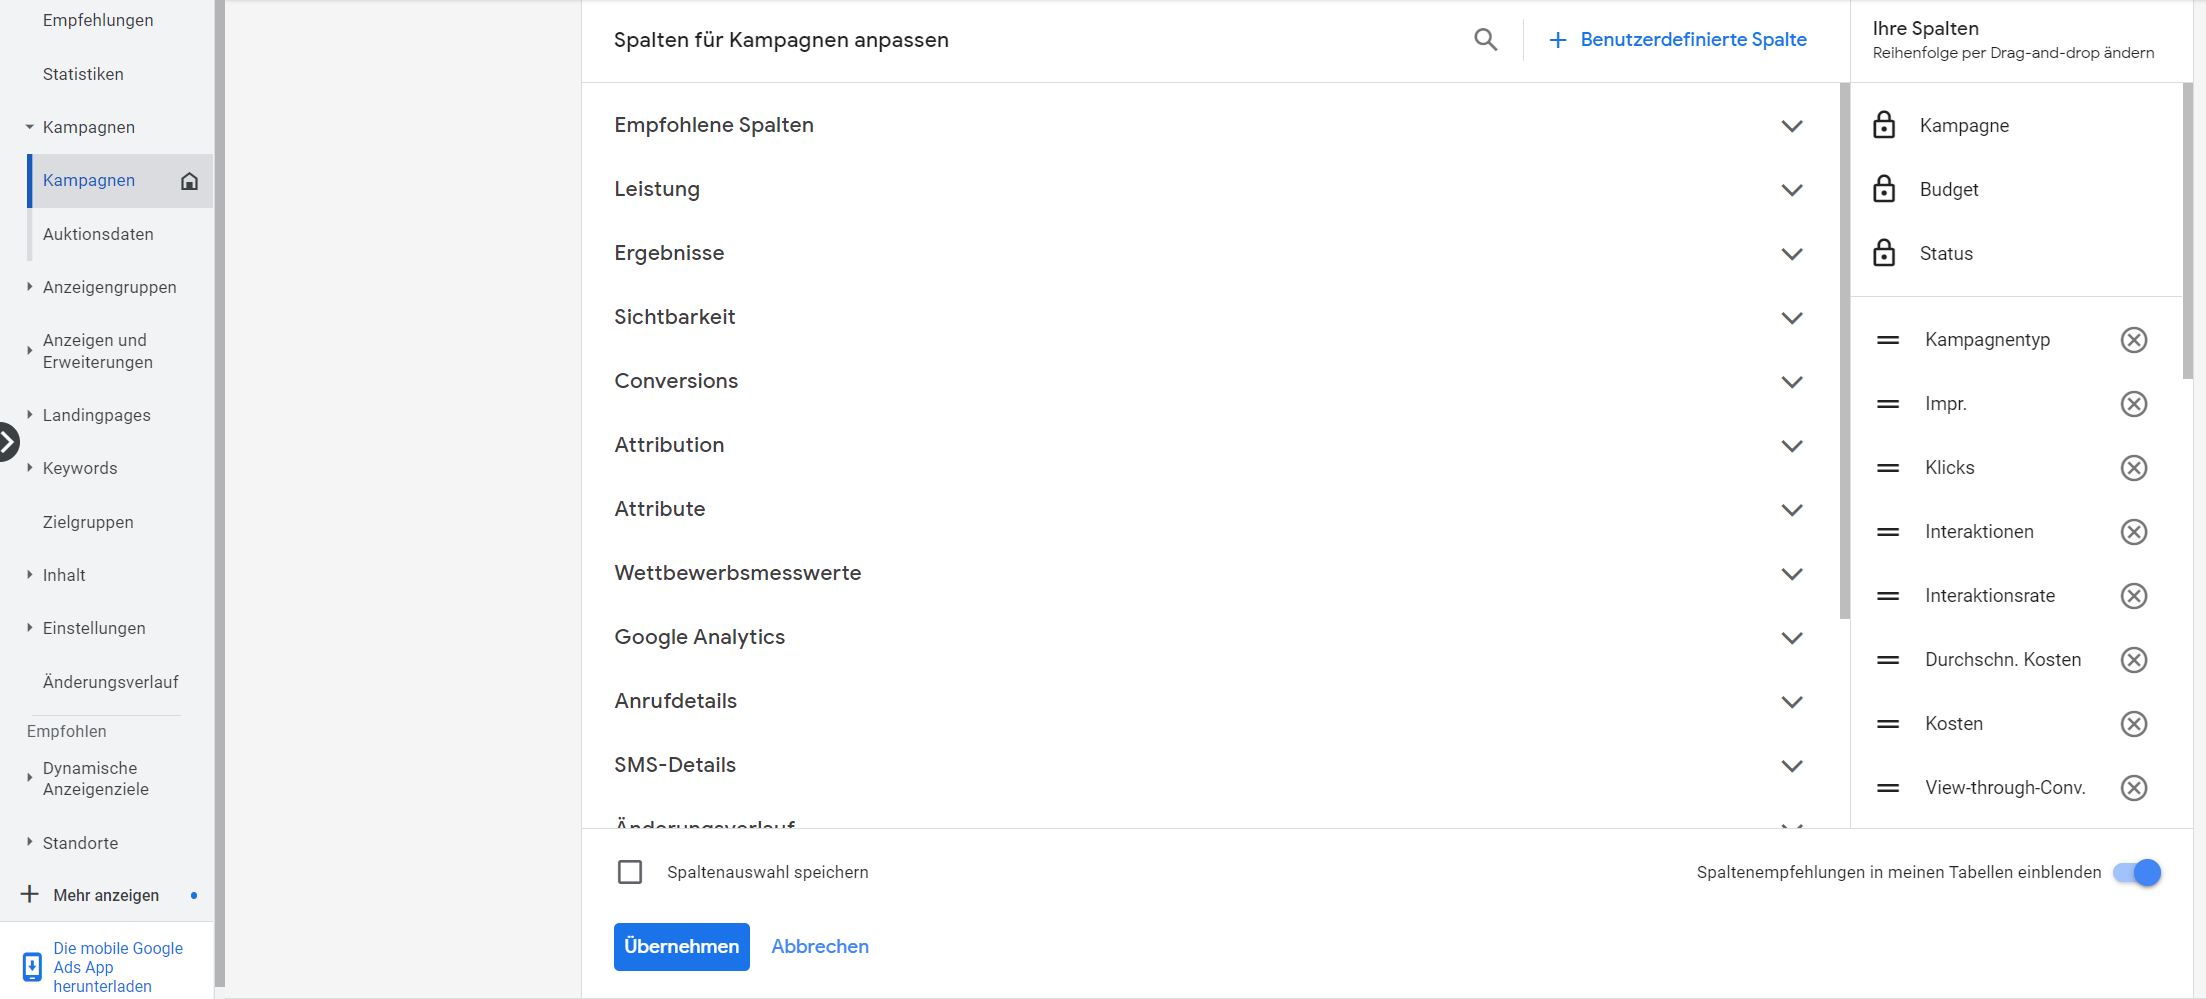 Empfehlungen
Statistiken
Kampagnen
Kampagnen
Auktionsdaten
Anzeigengruppen
Anzeigen und
Erweiterungen
Landingpages
Keywords
Zielgruppen
Inhalt
Einstellungen
Änderungsverlauf
Empfohlen
Dynamische
Anzeigenziele
Standorte
Mehr anzeigen
Die mobile Google
Ads App
herunterladen
Spalten für Kampagnen anpassen
Benutzerdefinierte Spalte
Empfohlene Spalten
Leistung
Ergebnisse
Sichtbarkeit
Conversions
Attribution
Attribute
Wettbewerbsmesswerte
Google Analytics
Anrufdetails
SMS-Details
Änderungsverlauf
Spaltenauswahl speichern
Spaltenempfehlungen in meinen Tabellen einblenden
Übernehmen
Abbrechen
Ihre Spalten
Reihenfolge per Drag-and-drop ändern
Kampagne
Budget
Status
Kampagnentyp
Impr.
Klicks
Interaktionen
Interaktionsrate
Durchschn. Kosten
Kosten
View-through-Conv.